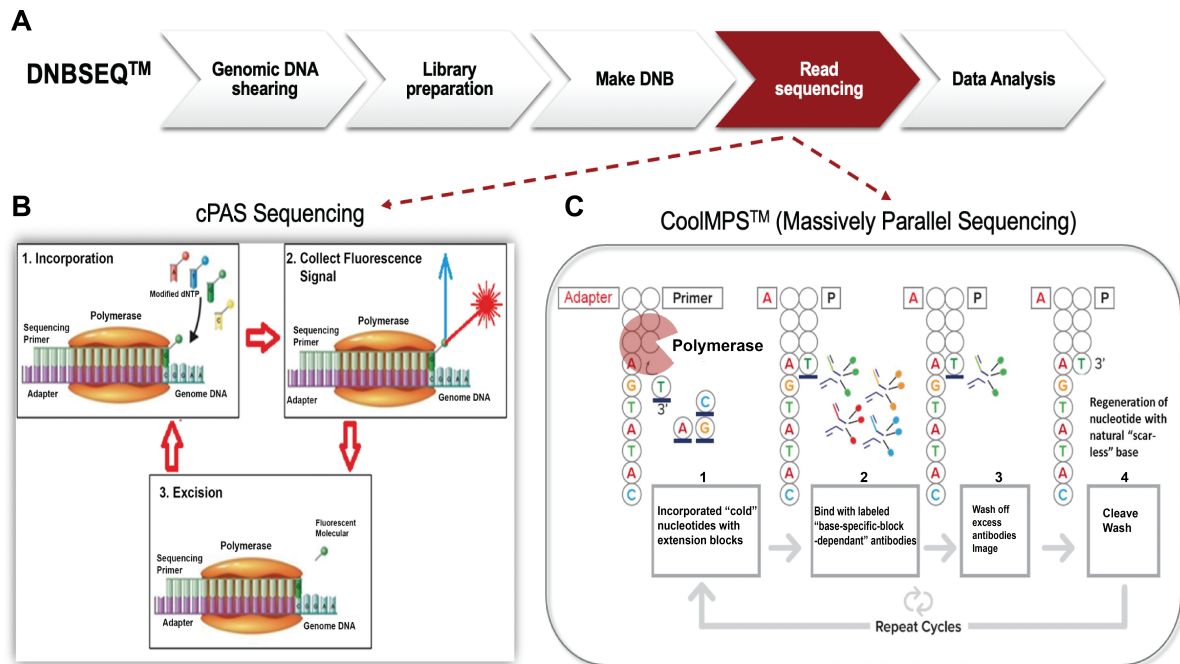 A
DNBSEQ™
Genomic DNA
shearing
Library
preparation
Make DNB
Read
sequencing
Data Analysis
B
cPAS Sequencing
1. Incorporation
A
C
Modified dNTP
Polymerase
Sequencing
Primer
C G G A A
Adapter
Genome DNA
2. Collect Fluorescence
Signal
Polymerase
Sequencing
Primer
C G G A A
Adapter
Genome DNA
3. Excision
Fluorescent
Molecular
Polymerase
Sequencing
Primer
C G G A A
Adapter
Genome DNA
C
CoolMPS™ (Massively Parallel Sequencing)
Adapter
Primer
Polymerase
A
G
T
A
T
A
C
T
3'
C
A
G
1
Incorporated “cold”
nucleotides with
extension blocks
A
P
A
T
G
T
A
T
A
C
2
Bind with labeled
“base-specific-block
-dependant” antibodies
A
P
A
T
G
T
A
T
A
C
3
Wash off
excess
antibodies
Image
A
P
A
T
3'
G
T
A
T
A
C
Regeneration of
nucleotide with
natural “scar-
less” base
4
Cleave
Wash
Repeat Cycles